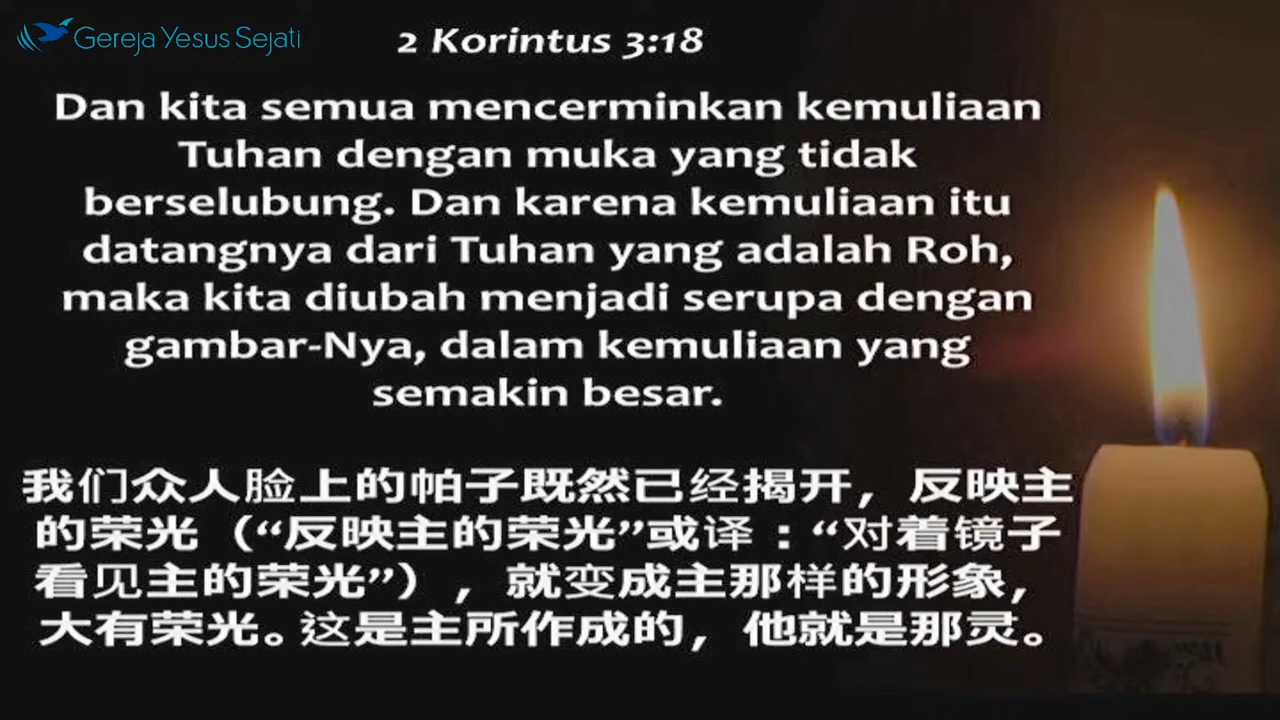 Gereja Yesus Sejati
2 Korintus 3:18
Dan kita semua mencerminkan kemuliaan
Tuhan dengan muka yang tidak
berselubung. Dan karena kemuliaan itu
datangnya dari Tuhan yang adalah Roh,
maka kita diubah menjadi serupa dengan
gambar-Nya, dalam kemuliaan yang
semakin besar.
我们众人脸上的帕子既然已经揭开，反映主
的荣光（“反映主的荣光”或译：“对着镜子
看见主的荣光”），就变成主那样的形象，
大有荣光。这是主所作成的，他就是那灵。